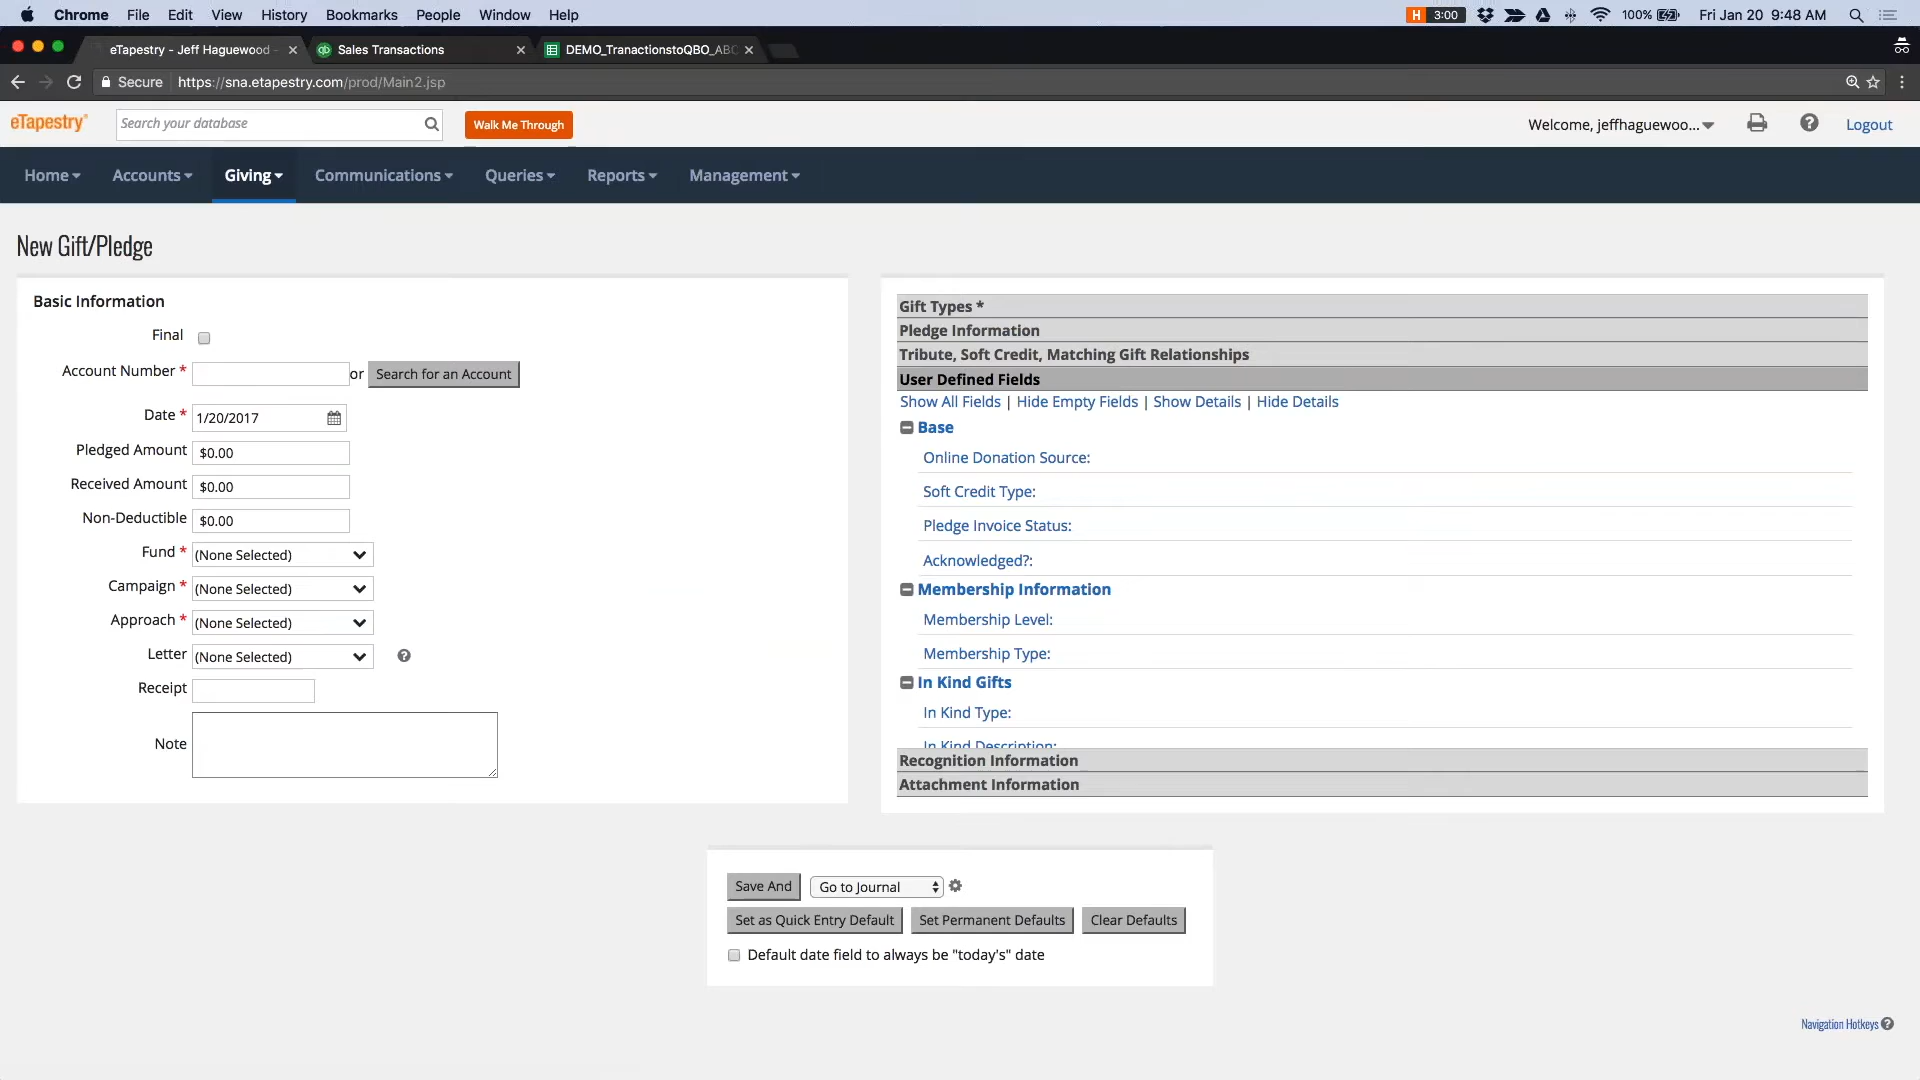 Chrome File Edit View History Bookmarks People Window Help H 3:00 100% Fri Jan 20 9:48 AM
eTapestry - Jeff Haguewood - qb Sales Transactions DEMO_TranactionstoQBO_ABC
Secure https://sna.etapestry.com/prod/Main2.jsp
eTapestry Search your database Walk Me Through Welcome, jeffhaguewoo... ? Logout
Home Accounts Giving Communications Queries Reports Management
New Gift/Pledge
Basic Information
Final
Account Number * or Search for an Account
Date * 1/20/2017
Pledged Amount $0.00
Received Amount $0.00
Non-Deductible $0.00
Fund * (None Selected)
Campaign * (None Selected)
Approach * (None Selected)
Letter (None Selected) ?
Receipt
Note
Gift Types *
Pledge Information
Tribute, Soft Credit, Matching Gift Relationships
User Defined Fields
Show All Fields | Hide Empty Fields | Show Details | Hide Details
Base
Online Donation Source:
Soft Credit Type:
Pledge Invoice Status:
Acknowledged?:
Membership Information
Membership Level:
Membership Type:
In Kind Gifts
In Kind Type:
In Kind Description:
Recognition Information
Attachment Information
Save And Go to Journal
Set as Quick Entry Default Set Permanent Defaults Clear Defaults
Default date field to always be "today's" date
Navigation Hotkeys ?